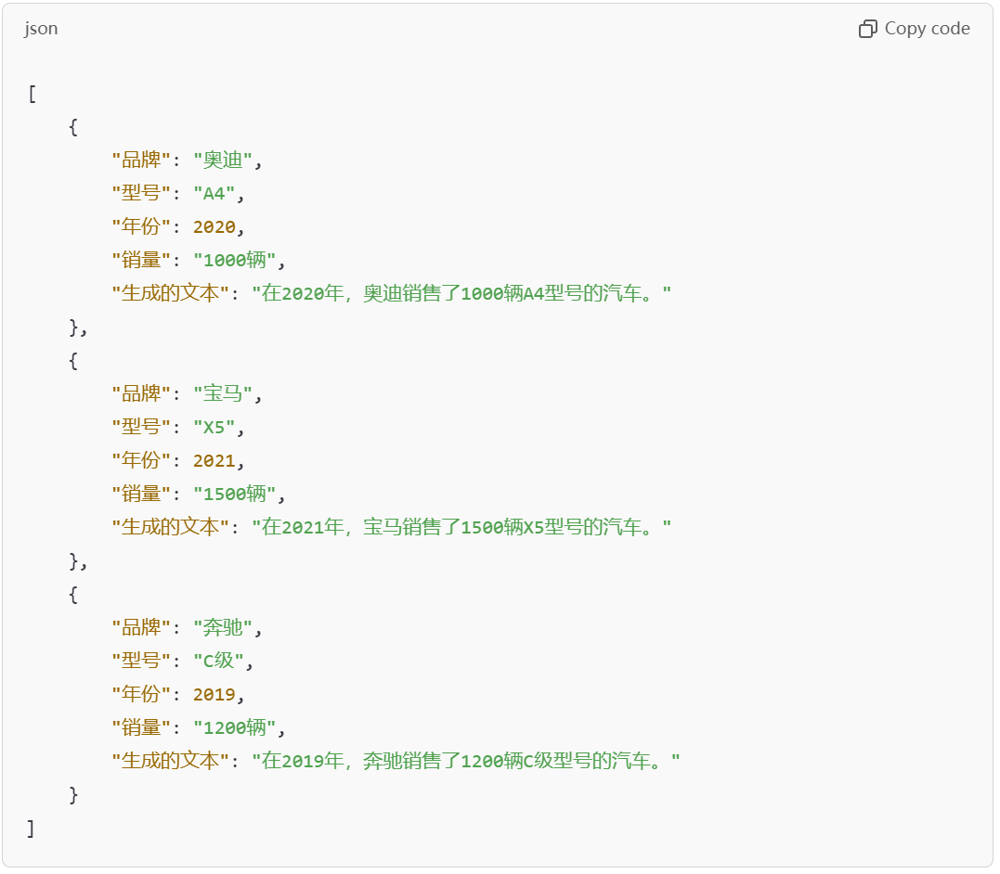 json
Copy code
[
    {
        "品牌": "奥迪",
        "型号": "A4",
        "年份": 2020,
        "销量": "1000辆",
        "生成的文本": "在2020年，奥迪销售了1000辆A4型号的汽车。"
    },
    {
        "品牌": "宝马",
        "型号": "X5",
        "年份": 2021,
        "销量": "1500辆",
        "生成的文本": "在2021年，宝马销售了1500辆X5型号的汽车。"
    },
    {
        "品牌": "奔驰",
        "型号": "C级",
        "年份": 2019,
        "销量": "1200辆",
        "生成的文本": "在2019年，奔驰销售了1200辆C级型号的汽车。"
    }
]